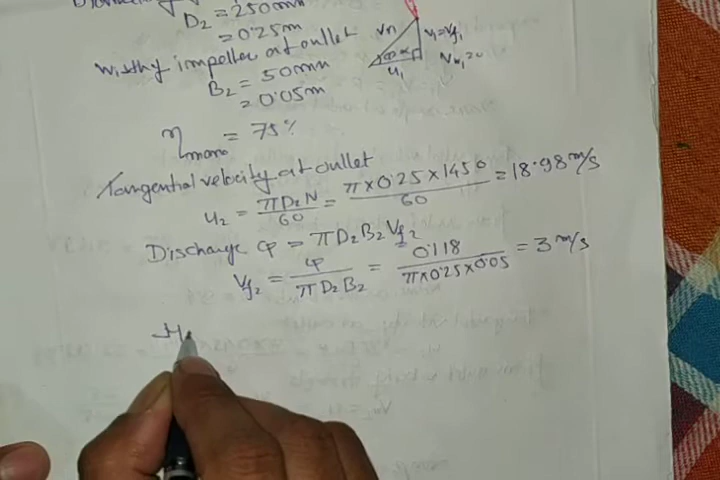 D₂ = 250mm
= 0.25m
Width impeller at outlet
B₂ = 50mm
= 0.05m
η mano = 75%
Tangential velocity at outlet
u₂ = πD₂N / 60 = π×0.25×1450 / 60 = 18.98 m/s
Discharge φ = πD₂B₂Vf₂
Vf₂ = φ / πD₂B₂ = 0.118 / π×0.25×0.05 = 3 m/s
H
V₁=Vf₁
Vw₁=0
u₁